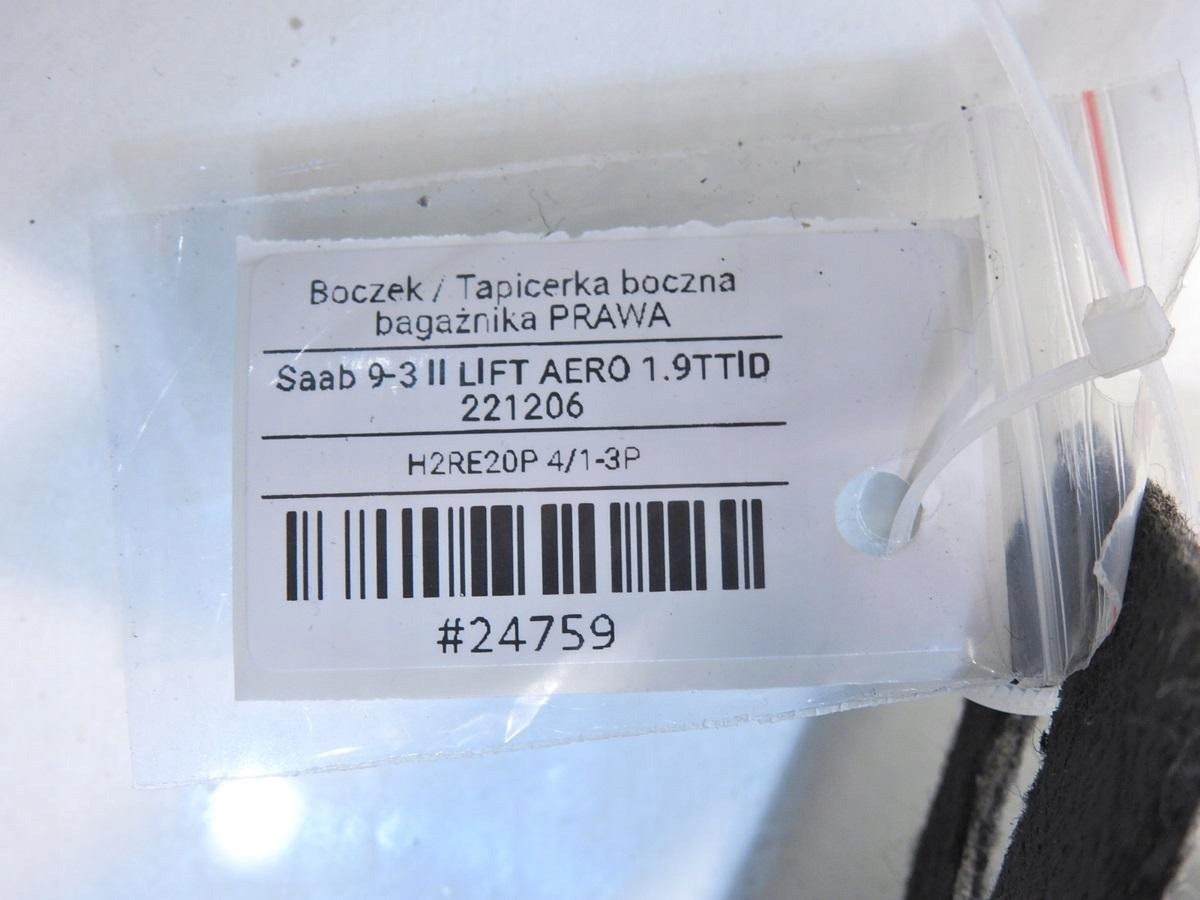 Boczek / Tapicerka boczna
bagażnika PRAWA
Saab 9-3 II LIFT AERO 1.9TTID
221206
H2RE20P 4/1-3P
#24759